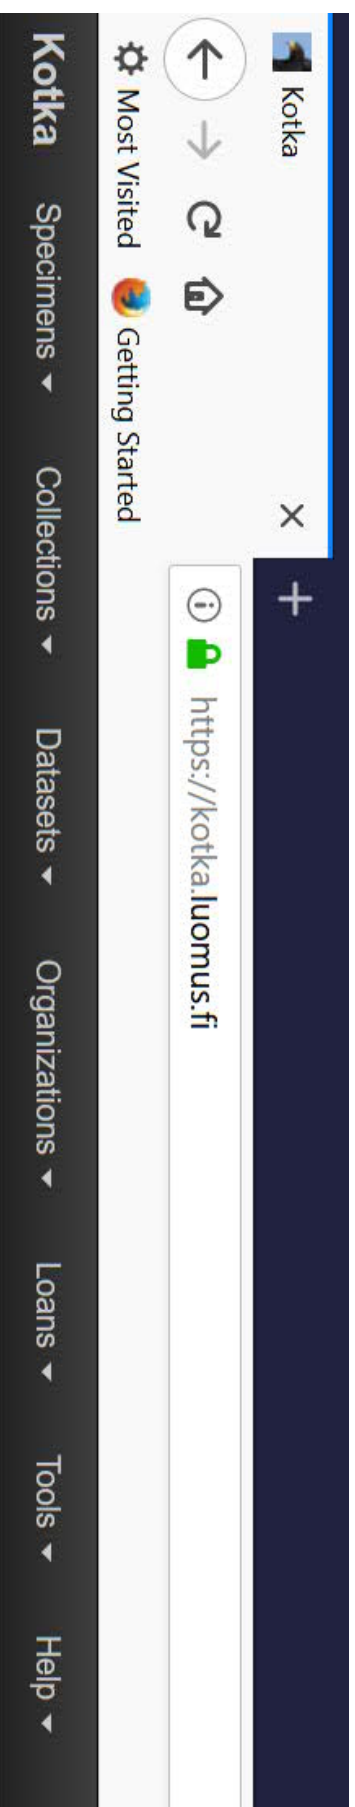 Kotka
https://kotka.luomus.fi
Most Visited Getting Started
Kotka Specimens Collections Datasets Organizations Loans Tools Help